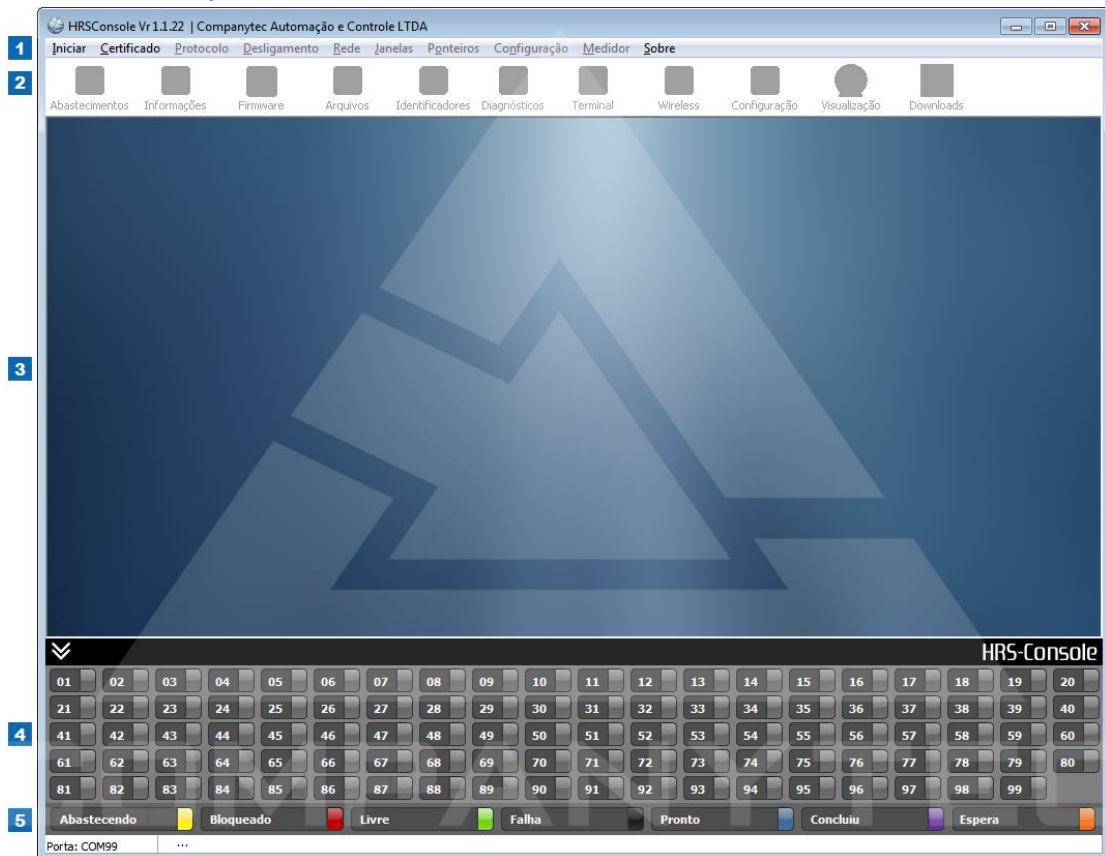 HRSConsole Vr 1.1.22 | Companytec Automação e Controle LTDA
1
Iniciar Certificado Protocolo Desligamento Rede Janelas Ponteiros Configuração Medidor Sobre
2
Abastecimentos Informações Firmware Arquivos Identificadores Diagnósticos Terminal Wireless Configuração Visualização Downloads
3
HRS-Console
01 02 03 04 05 06 07 08 09 10 11 12 13 14 15 16 17 18 19 20
21 22 23 24 25 26 27 28 29 30 31 32 33 34 35 36 37 38 39 40
4
41 42 43 44 45 46 47 48 49 50 51 52 53 54 55 56 57 58 59 60
61 62 63 64 65 66 67 68 69 70 71 72 73 74 75 76 77 78 79 80
81 82 83 84 85 86 87 88 89 90 91 92 93 94 95 96 97 98 99
COMPANYTEC
5
Abastecendo Bloqueado Livre Falha Pronto Concluiu Espera
Porta: COM99 ...